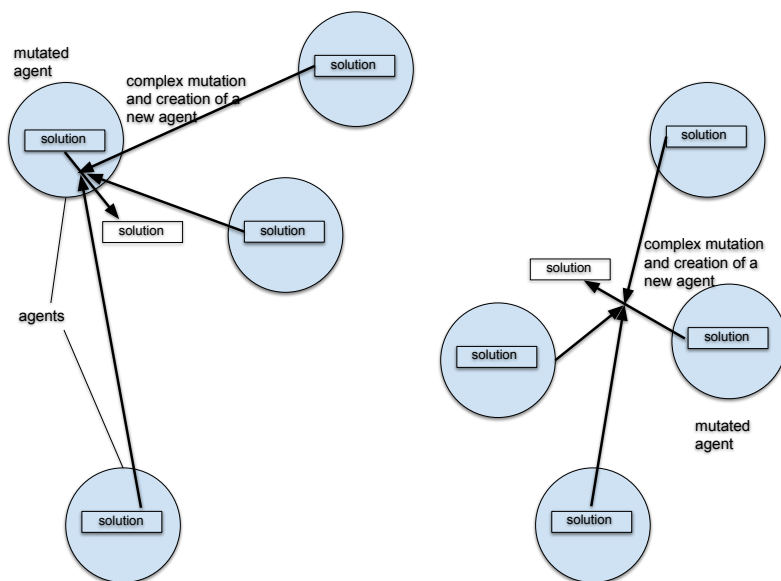 mutated
agent
solution
complex mutation
and creation of a
new agent
solution
solution
solution
agents
solution
solution
complex mutation
and creation of a
new agent
solution
solution
solution
mutated
agent
solution